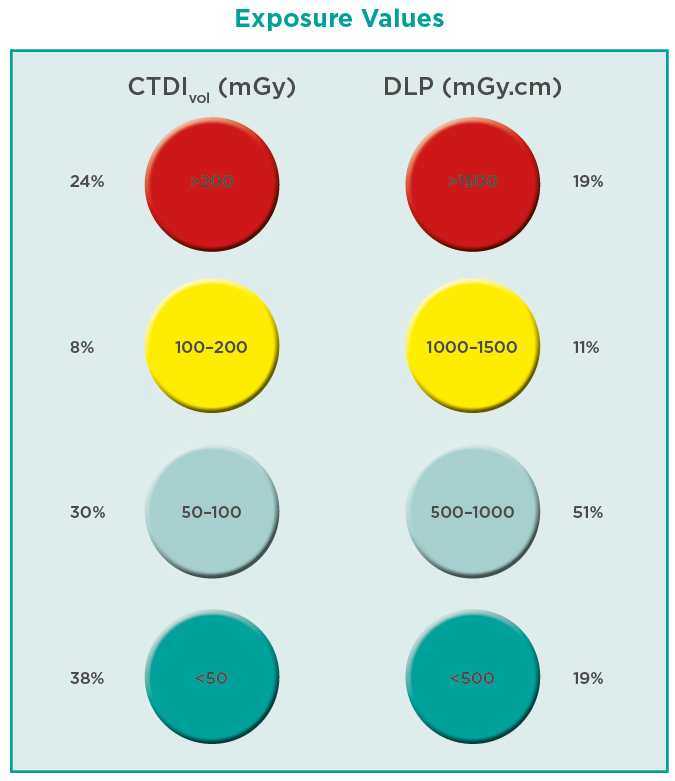 Exposure Values
CTDIvol (mGy) DLP (mGy.cm)
24% >200 >1500 19%
8% 100–200 1000–1500 11%
30% 50–100 500–1000 51%
38% <50 <500 19%